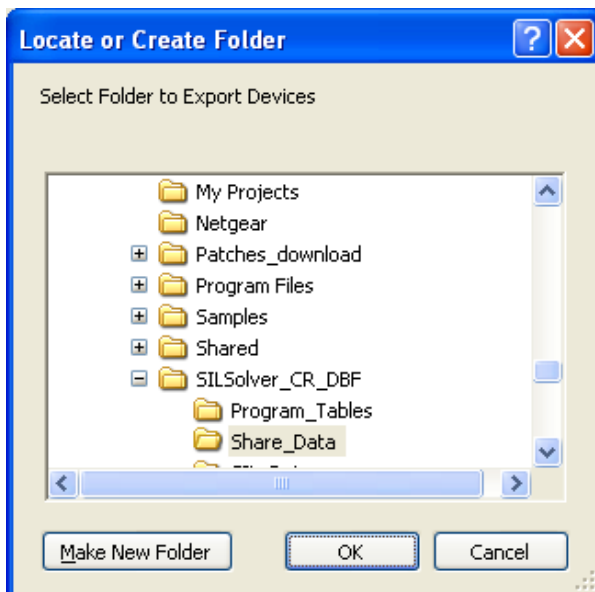 Locate or Create Folder
Select Folder to Export Devices
My Projects
Netgear
Patches_download
Program Files
Samples
Shared
SILSolver_CR_DBF
Program_Tables
Share_Data
Make New Folder
OK
Cancel